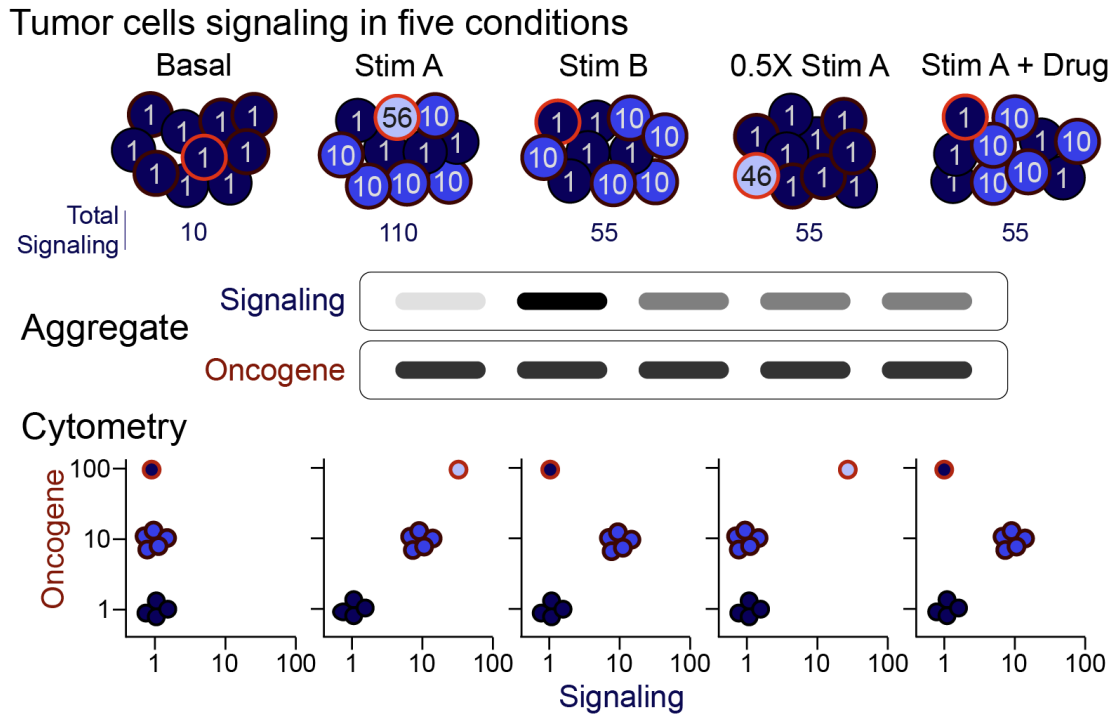 Tumor cells signaling in five conditions
Basal
Stim A
Stim B
0.5X Stim A
Stim A + Drug
1 1 1 1
1 1 1
1 1 1
1 56 10
10 1 1 1
10 10 10
1 1 10 10
10 1 1
1 10 10
1 1
1 1 1 1
46 1 1 1
1 10
1 10 1 10
1 10 10 1
Total
Signaling
10
110
55
55
55
Aggregate
Signaling
Oncogene
Cytometry
Oncogene
100
10
1
1 10 100
1 10 100
1 10 100
1 10 100
1 10 100
Signaling